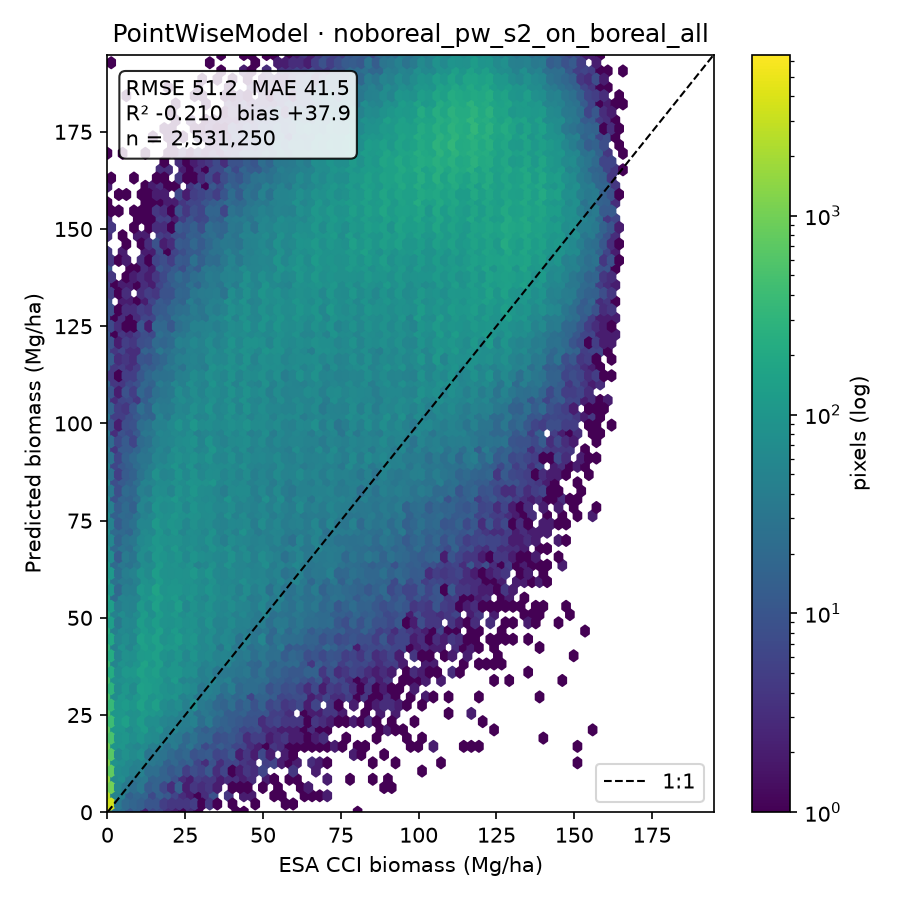 PointWiseModel · noboreal_pw_s2_on_boreal_all
RMSE 51.2  MAE 41.5
R² -0.210  bias +37.9
n = 2,531,250
175
150
125
100
75
50
25
0
Predicted biomass (Mg/ha)
0 25 50 75 100 125 150 175
ESA CCI biomass (Mg/ha)
1:1
10³
10²
10¹
10⁰
pixels (log)